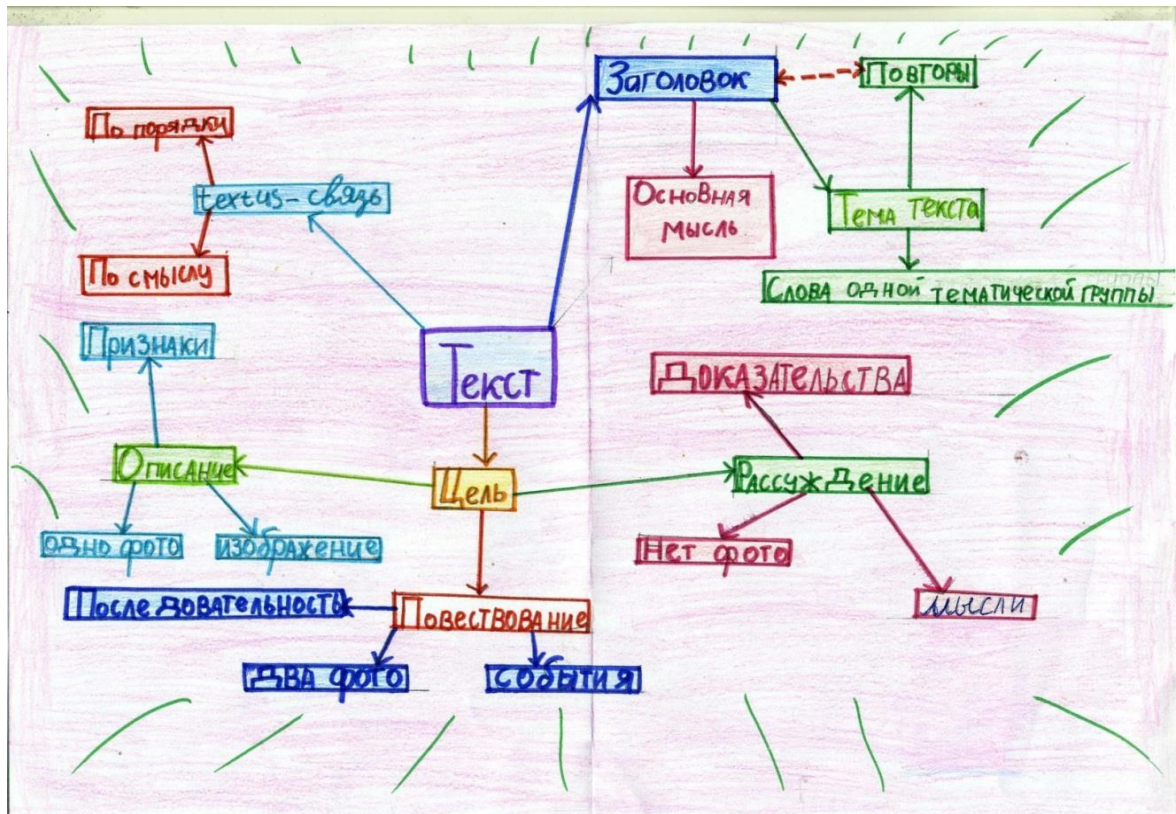 Заголовок
Повторы
По порядки
textus - связь
Основная
мысль
Тема текста
По смыслу
Слова одной тематической группы
Признаки
Текст
Доказательства
Описание
Цель
Рассуждение
одно фото
изображение
Нет фото
Последовательность
Повествование
мысли
два фото
события